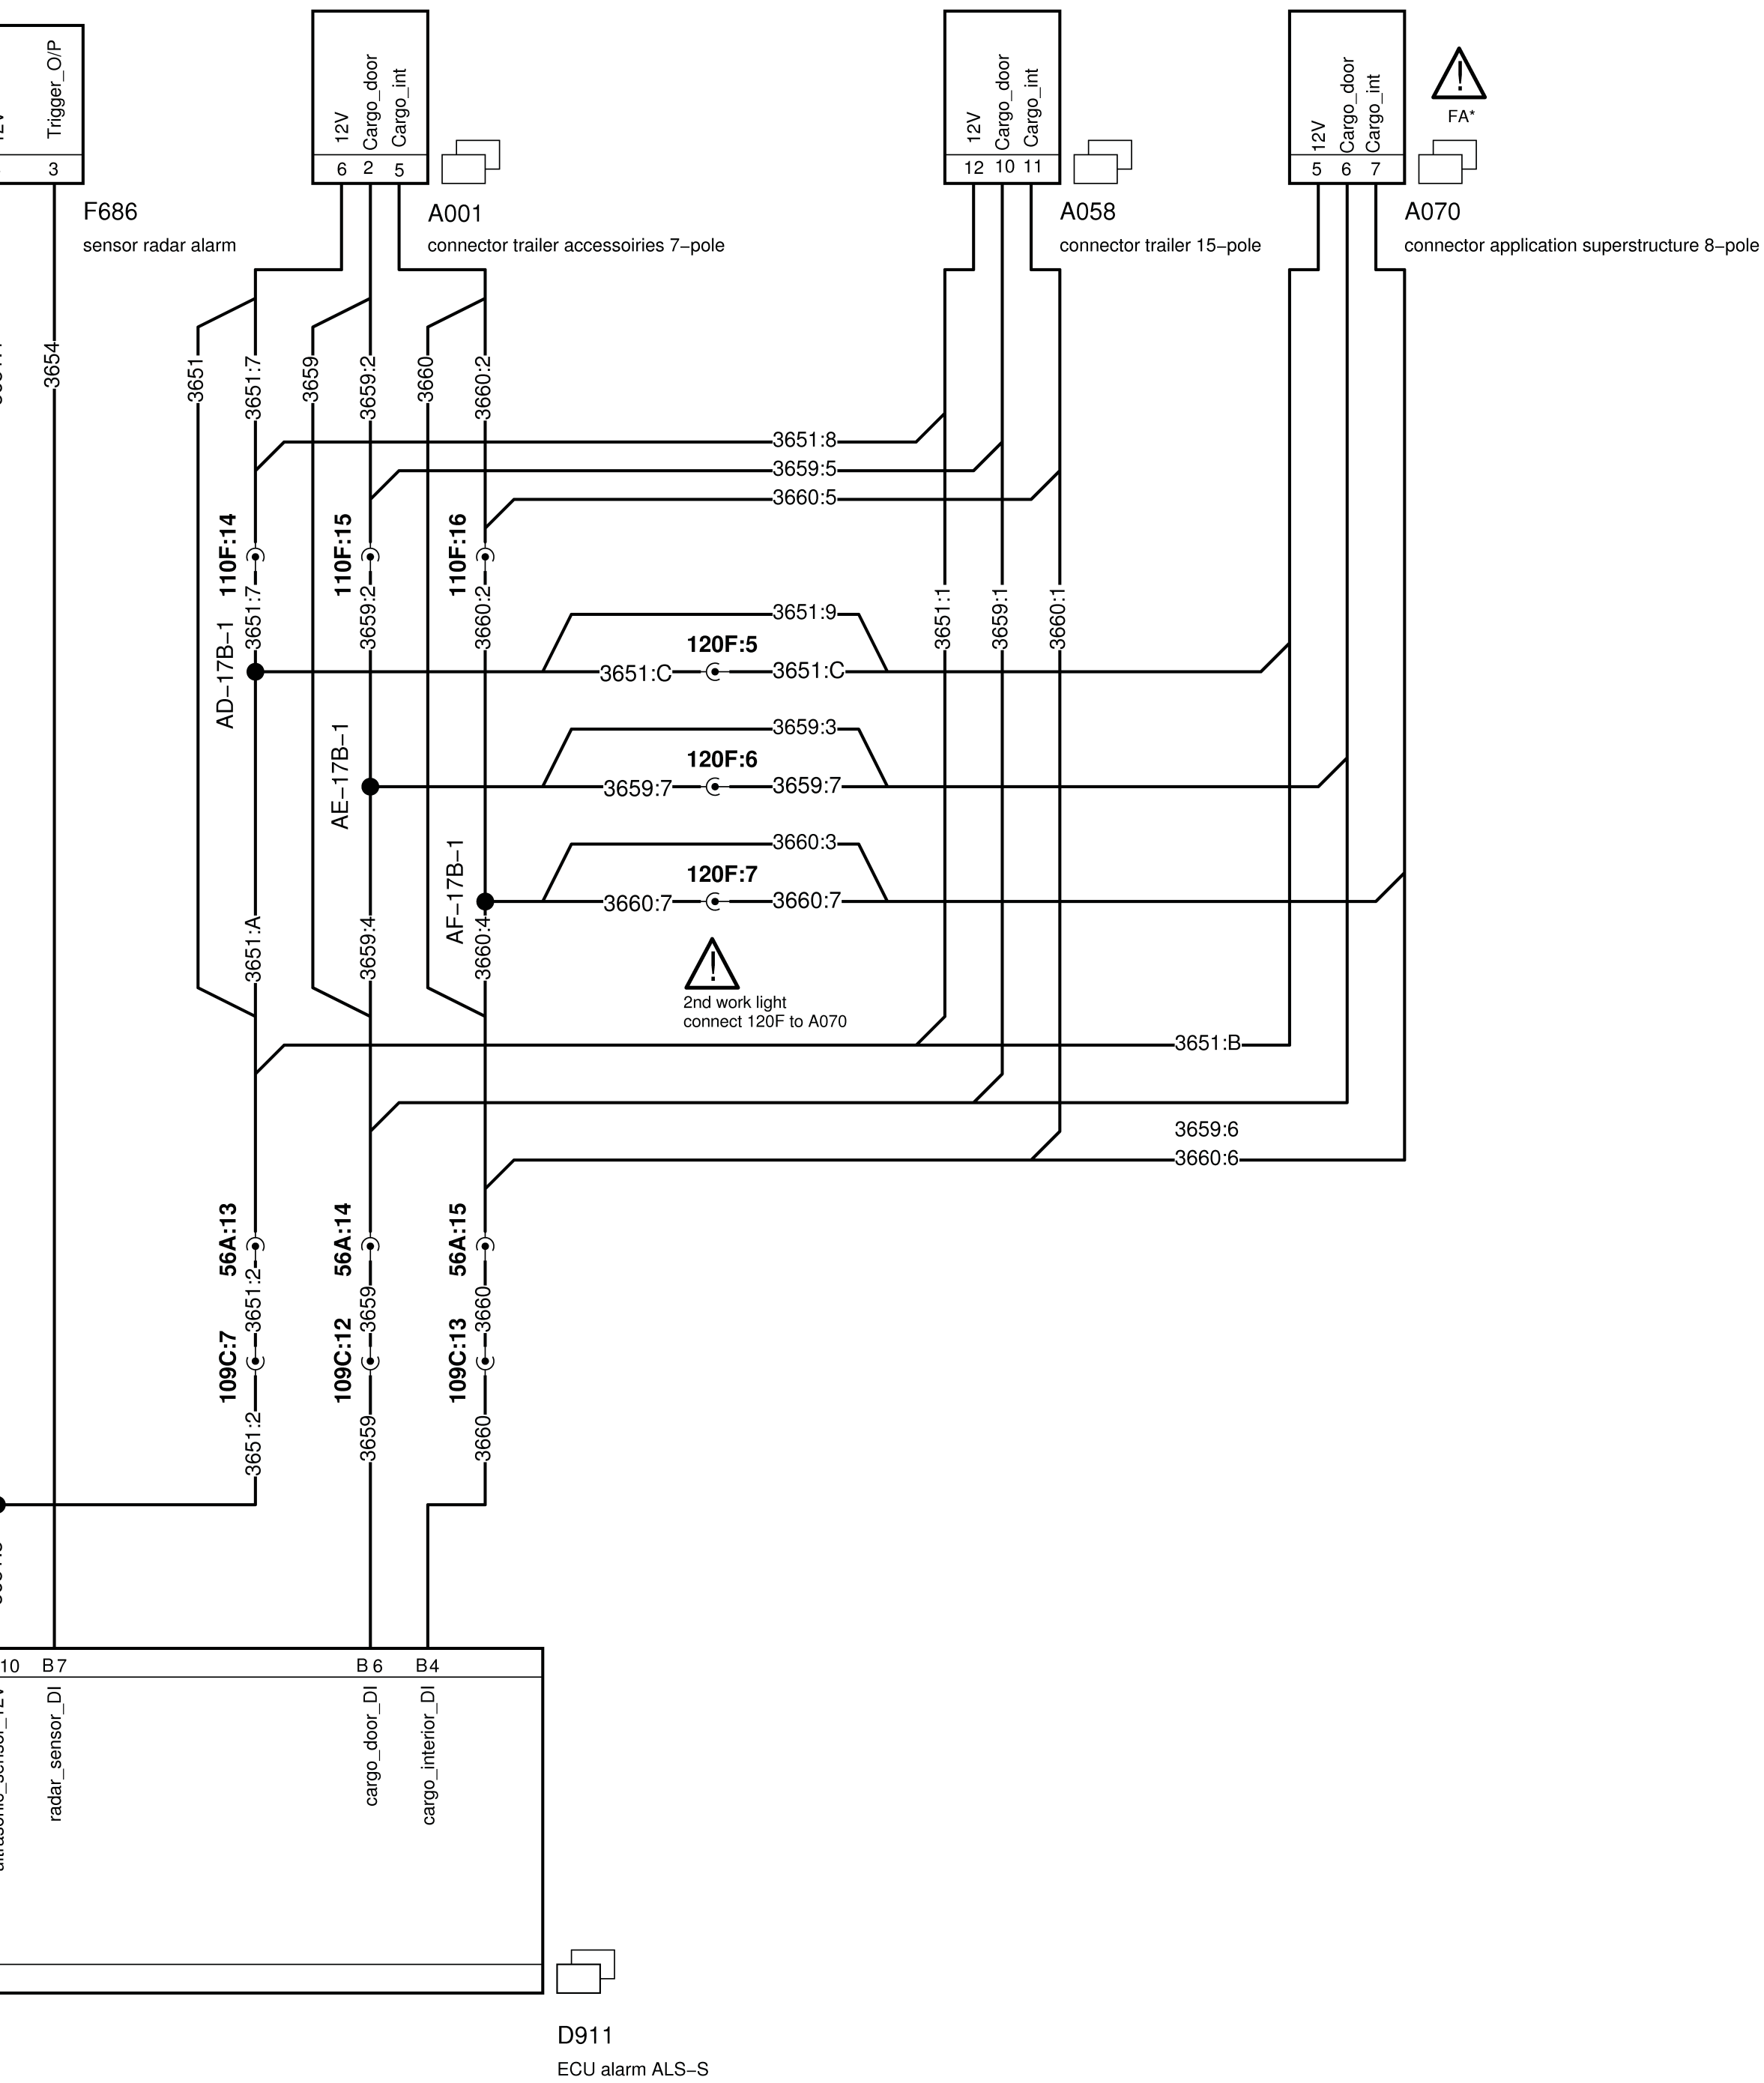 Trigger_O/P
3
F686
sensor radar alarm
12V
Cargo_door
Cargo_int
6
2
5
A001
connector trailer accessoiries 7–pole
12V
Cargo_door
Cargo_int
12
10
11
A058
connector trailer 15–pole
12V
Cargo_door
Cargo_int
5
6
7
FA*
A070
connector application superstructure 8–pole
3654
3651
3651:7
3659
3659:2
3660
3660:2
3651:8
3659:5
3660:5
110F:14
110F:15
110F:16
3651:7
3659:2
3660:2
3651:1
3659:1
3660:1
AD–17B–1
3651:9
120F:5
3651:C
3651:C
AE–17B–1
3659:3
120F:6
3659:7
3659:7
AF–17B–1
3660:3
120F:7
3660:7
3660:7
3651:A
3659:4
3660:4
2nd work light
connect 120F to A070
3651:B
3659:6
3660:6
56A:13
56A:14
56A:15
3651:2
3659
3660
109C:7
109C:12
109C:13
3651:2
3659
3660
10
B7
B6
B4
radar_sensor_DI
cargo_door_DI
cargo_interior_DI
D911
ECU alarm ALS–S